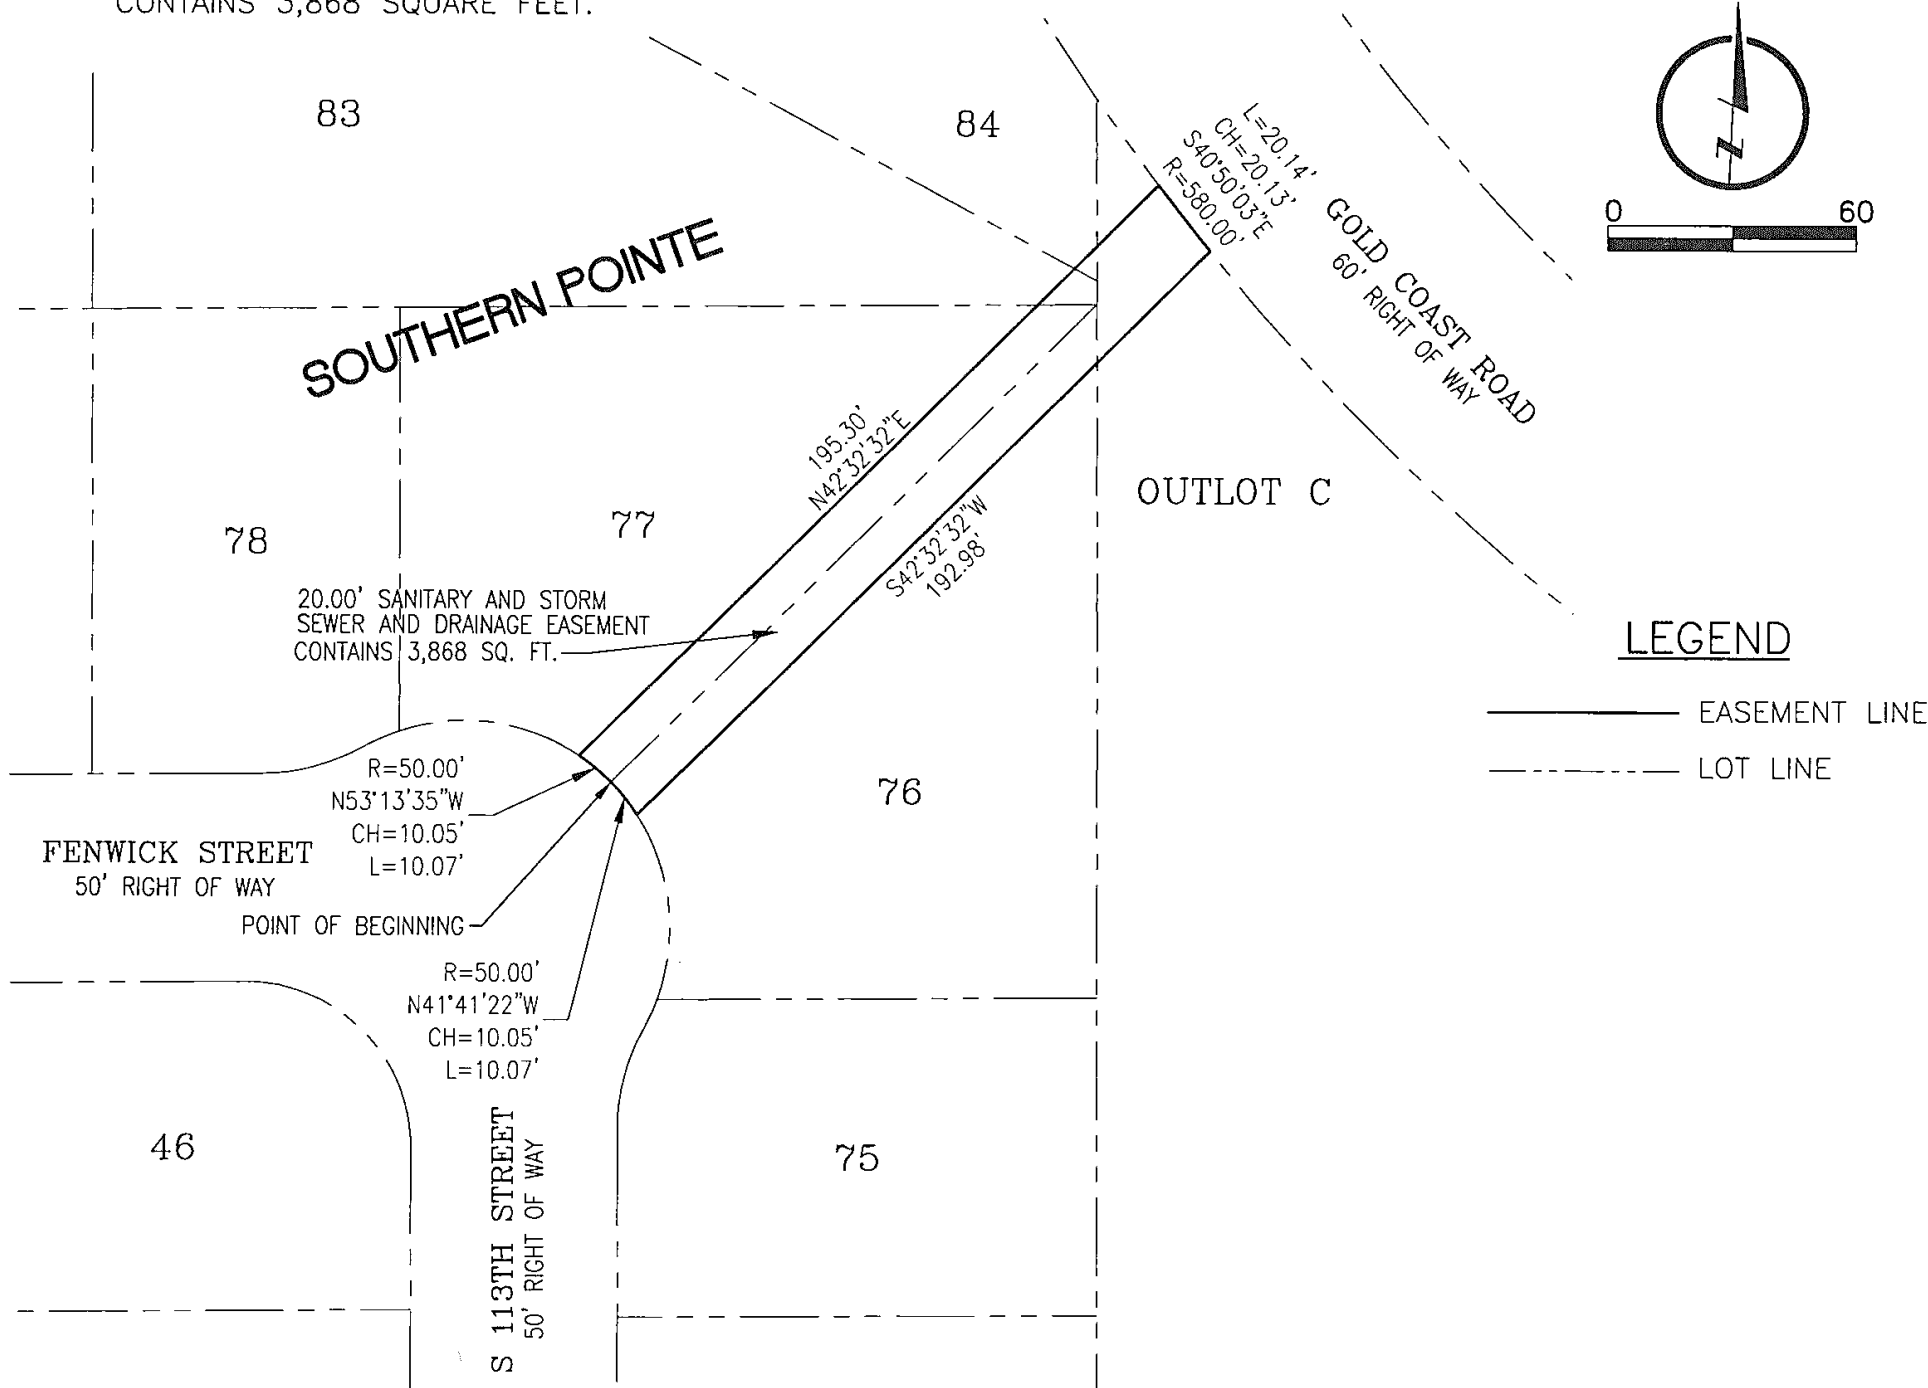 CONTAINS 3,868 SQUARE FEET.
83
84
L=20.14'
CH=20.13'
S40°50'03"E
R=580.00'
GOLD COAST ROAD
60' RIGHT OF WAY
N
0 60
SOUTHERN POINTE
195.30'
N42°32'32"E
S42°32'32"W
192.98'
OUTLOT C
78
77
20.00' SANITARY AND STORM
SEWER AND DRAINAGE EASEMENT
CONTAINS 3,868 SQ. FT.
LEGEND
EASEMENT LINE
LOT LINE
76
R=50.00'
N53°13'35"W
CH=10.05'
L=10.07'
FENWICK STREET
50' RIGHT OF WAY
POINT OF BEGINNING
R=50.00'
N41°41'22"W
CH=10.05'
L=10.07'
46
75
S 113TH STREET
50' RIGHT OF WAY